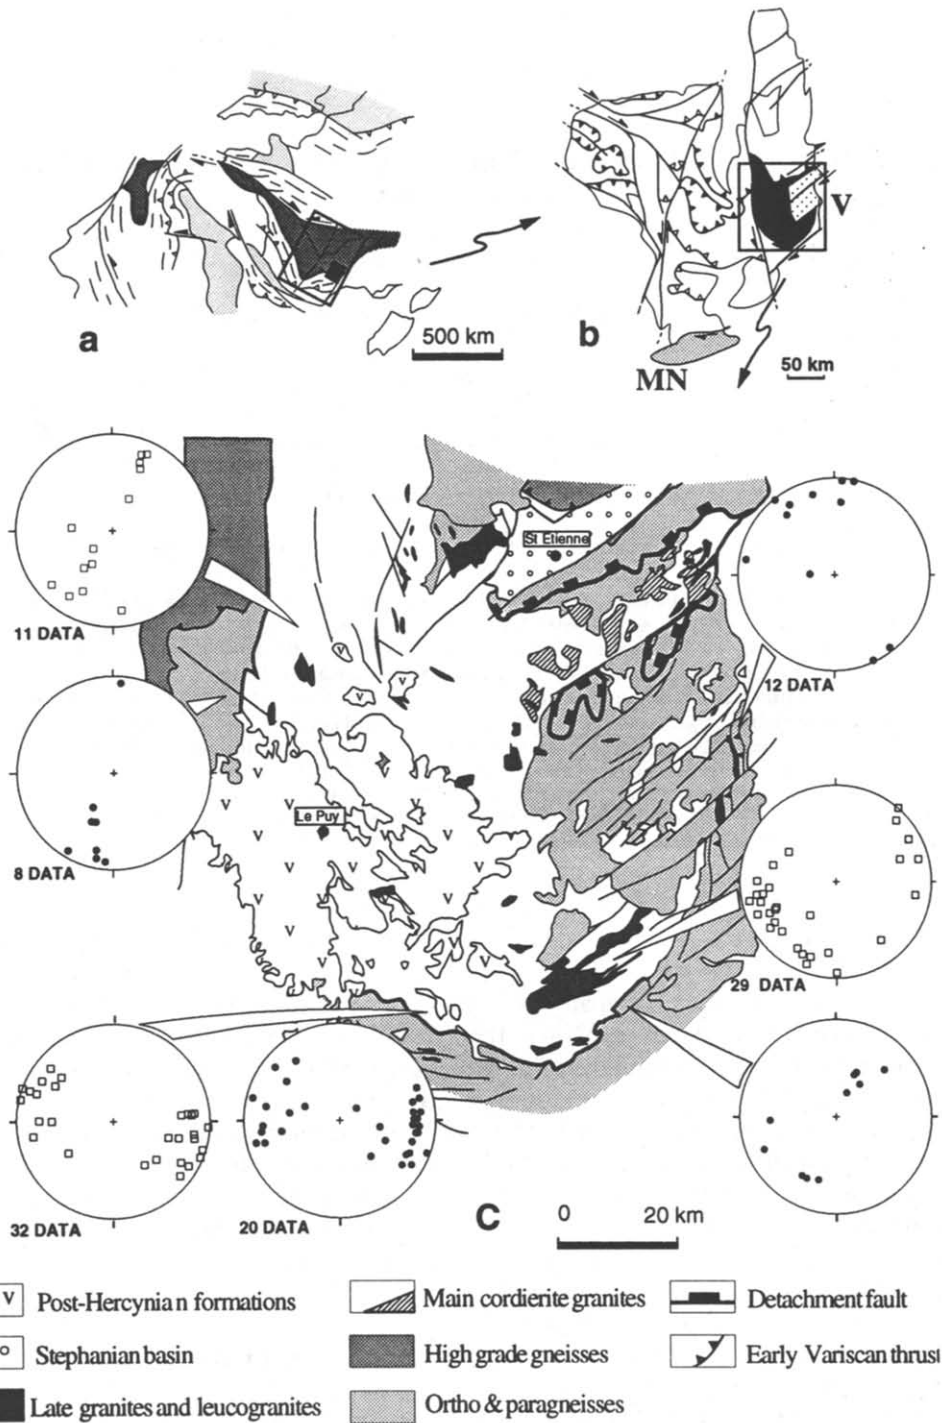 a
500 km
b
V
MN
50 km
St Etienne
11 DATA
12 DATA
Le Puy
8 DATA
29 DATA
32 DATA
20 DATA
C
0 20 km
V Post-Hercynian formations
Main cordierite granites
Detachment fault
Stephanian basin
High grade gneisses
Early Variscan thrust
Late granites and leucogranites
Ortho & paragneisses